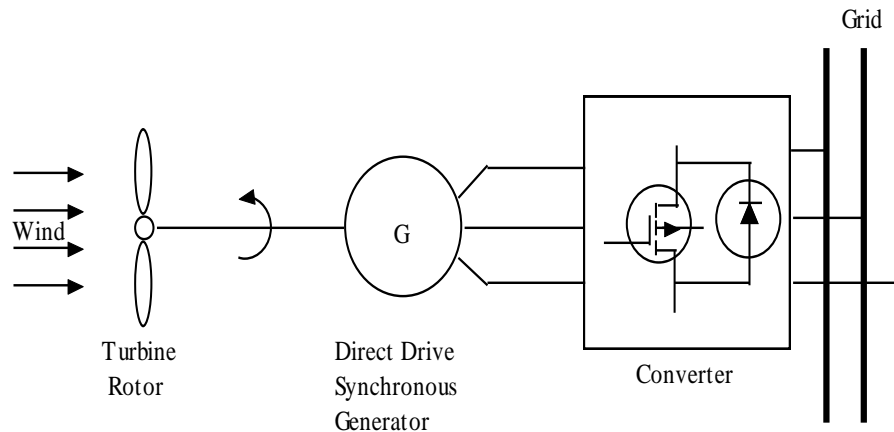 Grid
Wind
G
Turbine
Rotor
Direct Drive
Synchronous
Generator
Converter